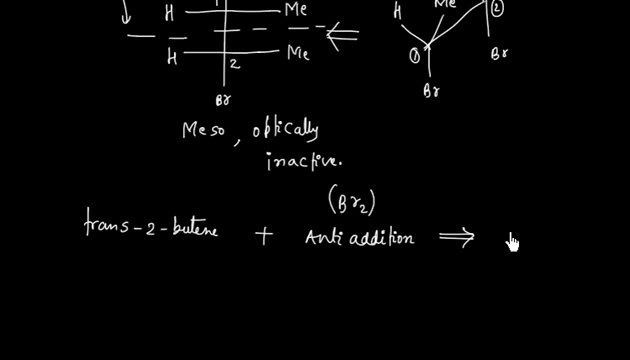 H Me
H Me
2
Br
H Me ②
① Br
Br
Meso, optically
inactive.
(Br2)
trans-2-butene + Anti addition ⇒